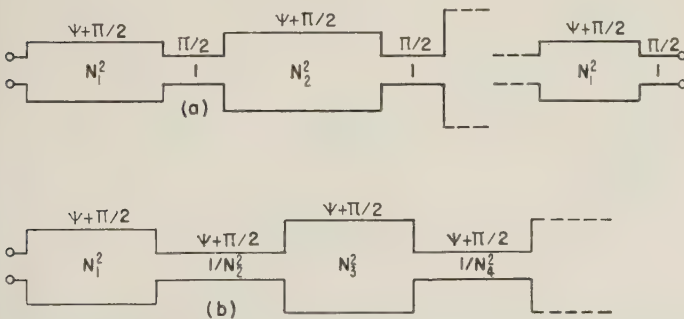 Ψ+Π/2 Π/2 Ψ+Π/2 Π/2 Ψ+Π/2 Π/2
N₁² 1 N₂² 1 N₁² 1
(a)
Ψ+Π/2 Ψ+Π/2 Ψ+Π/2 Ψ+Π/2
N₁² 1/N₂² N₃² 1/N₄²
(b)